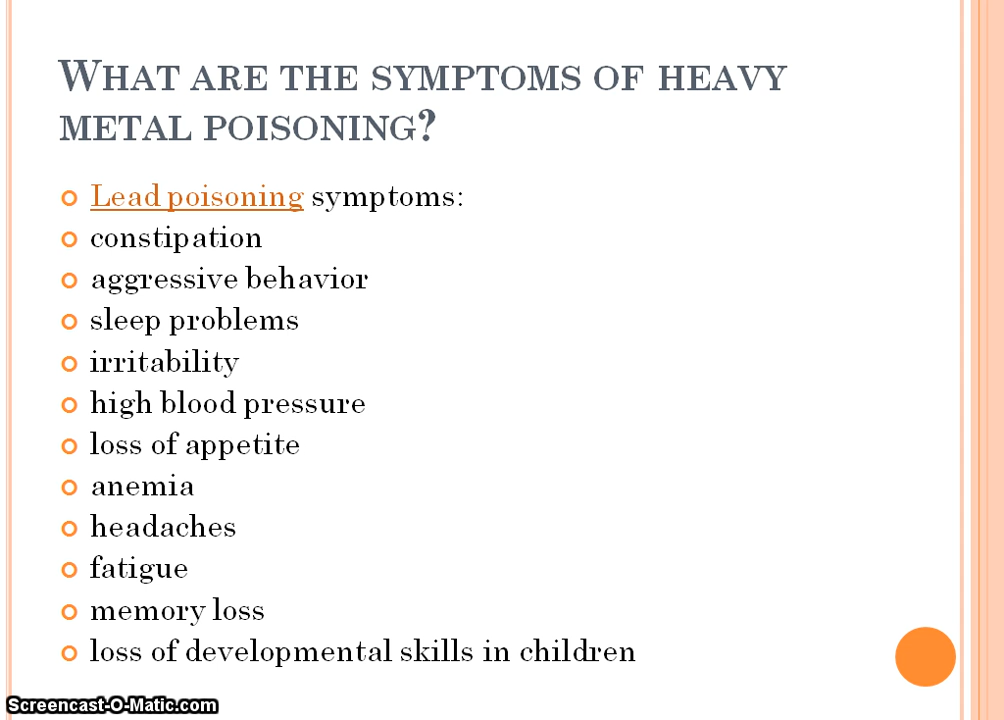 What are the symptoms of heavy
metal poisoning?
Lead poisoning symptoms:
constipation
aggressive behavior
sleep problems
irritability
high blood pressure
loss of appetite
anemia
headaches
fatigue
memory loss
loss of developmental skills in children
Screencast-O-Matic.com